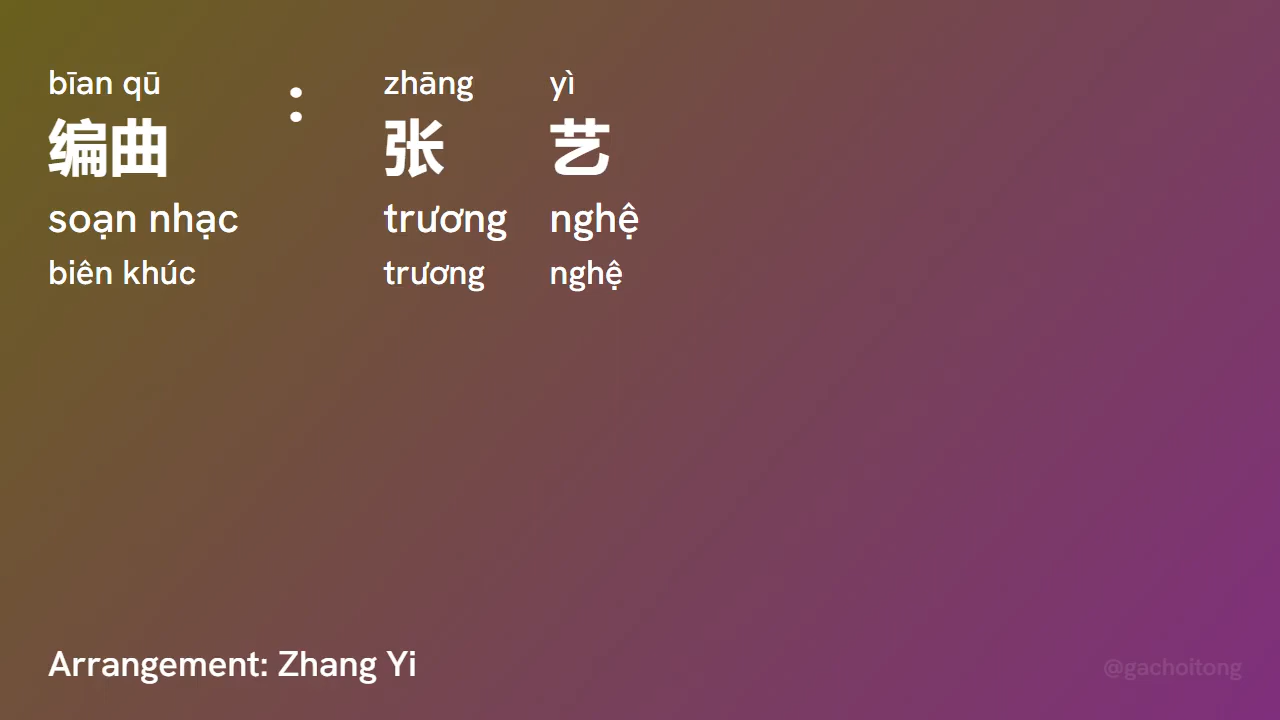 bīan qū : zhāng yì
编曲 张 艺
soạn nhạc trương nghệ
biên khúc trương nghệ
Arrangement: Zhang Yi
@gachoitong